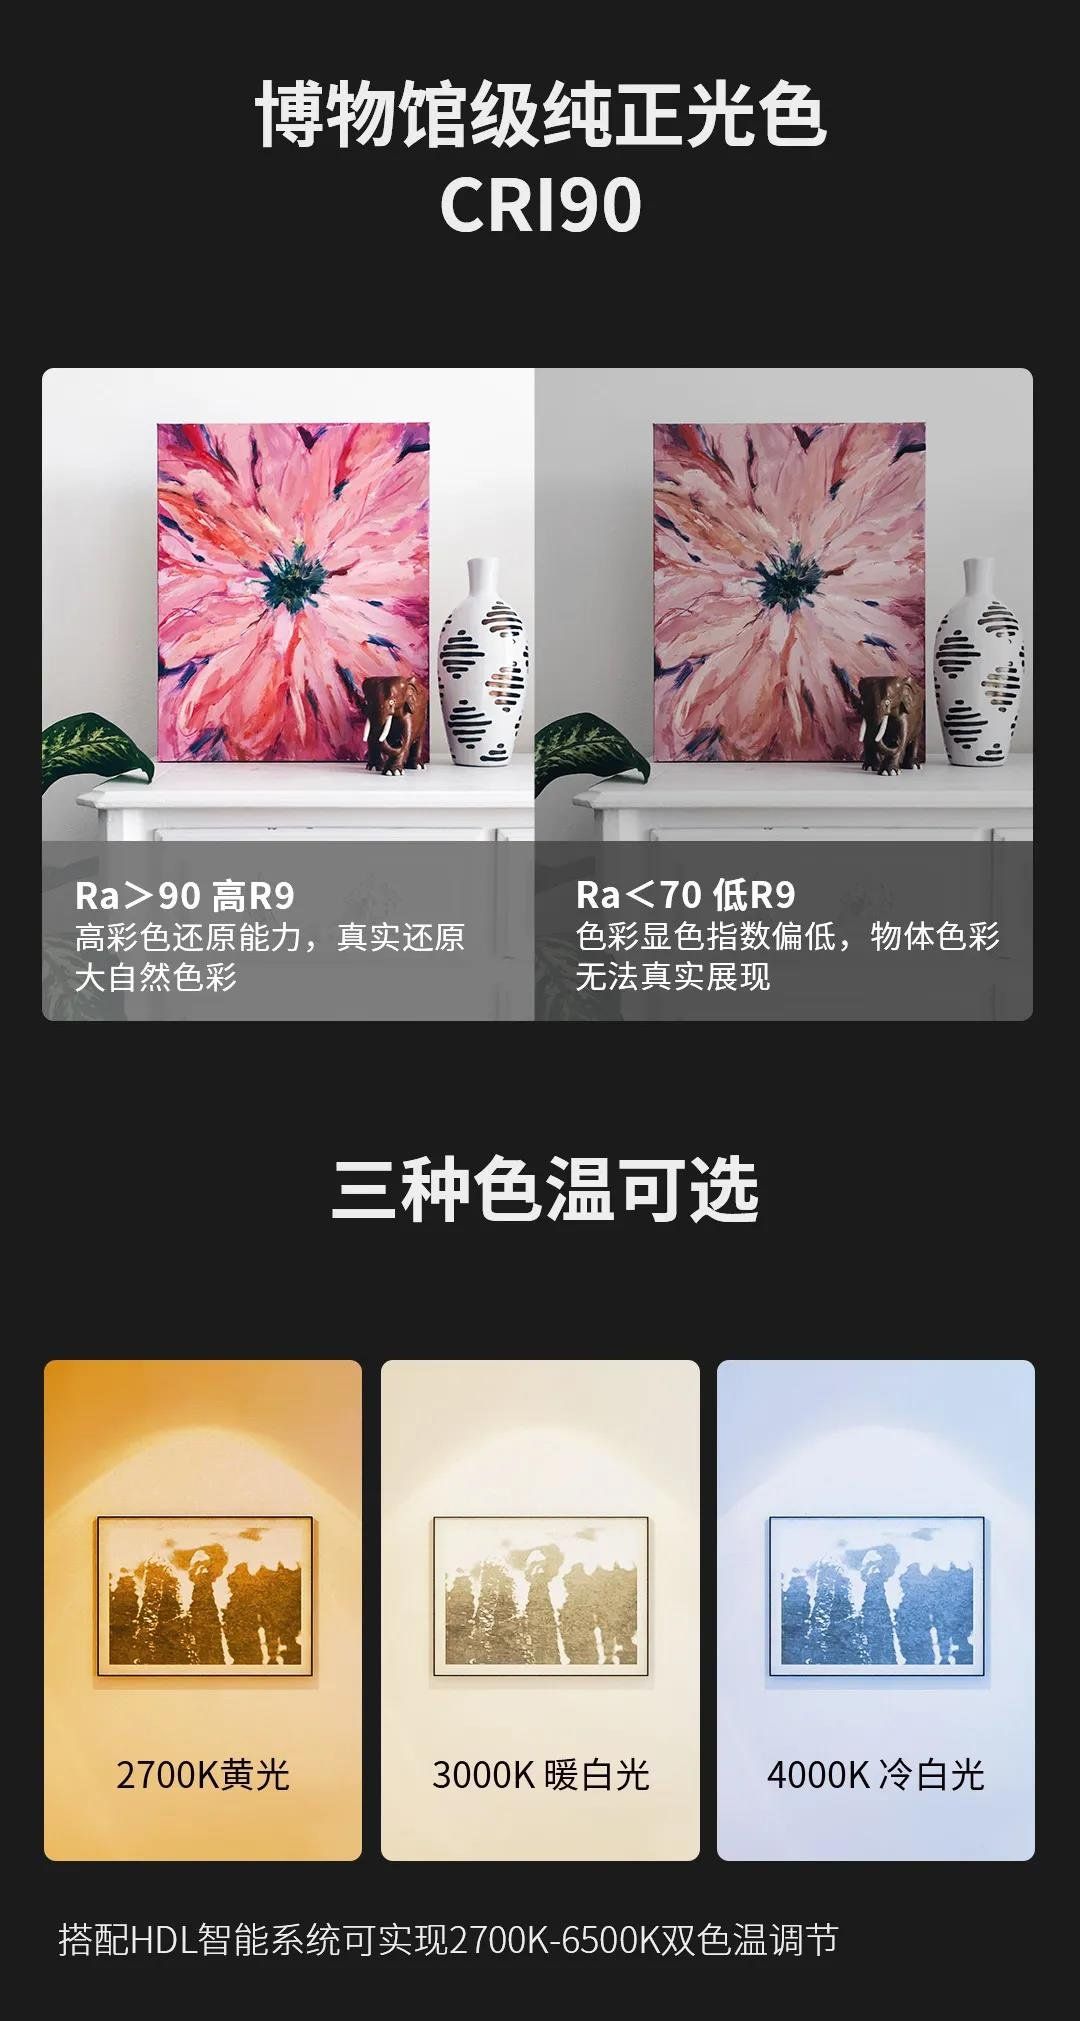 博物馆级纯正光色
CRI90
Ra＞90 高R9
高彩色还原能力，真实还原
大自然色彩
Ra＜70 低R9
色彩显色指数偏低，物体色彩
无法真实展现
三种色温可选
2700K黄光
3000K 暖白光
4000K 冷白光
搭配HDL智能系统可实现2700K-6500K双色温调节